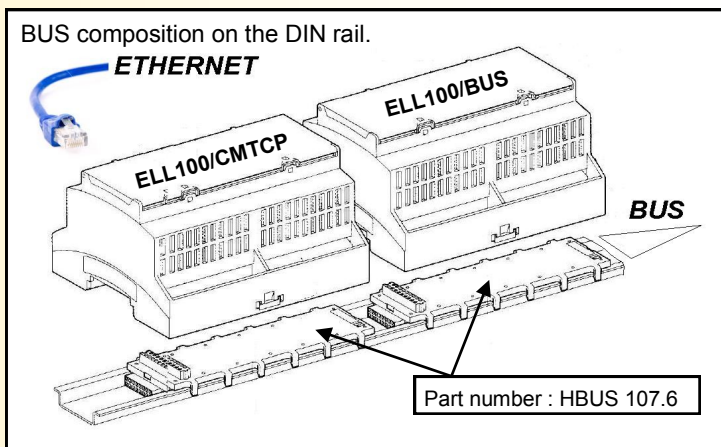 BUS composition on the DIN rail.
ETHERNET
ELL100/BUS
ELL100/CMTCP
BUS
Part number : HBUS 107.6